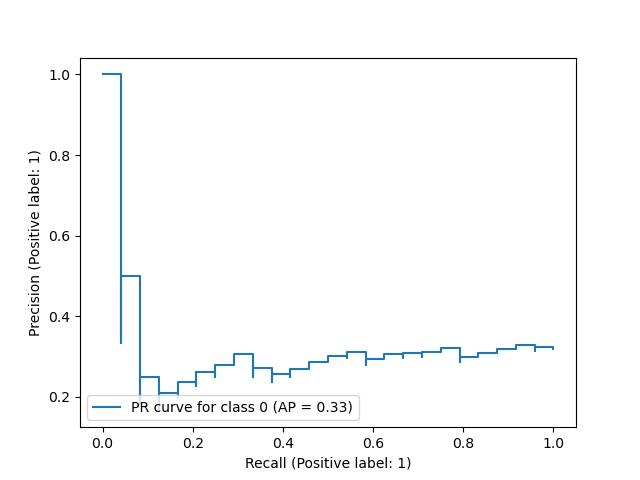 1.0
0.8
0.6
0.4
0.2
Precision (Positive label: 1)
PR curve for class 0 (AP = 0.33)
0.0 0.2 0.4 0.6 0.8 1.0
Recall (Positive label: 1)